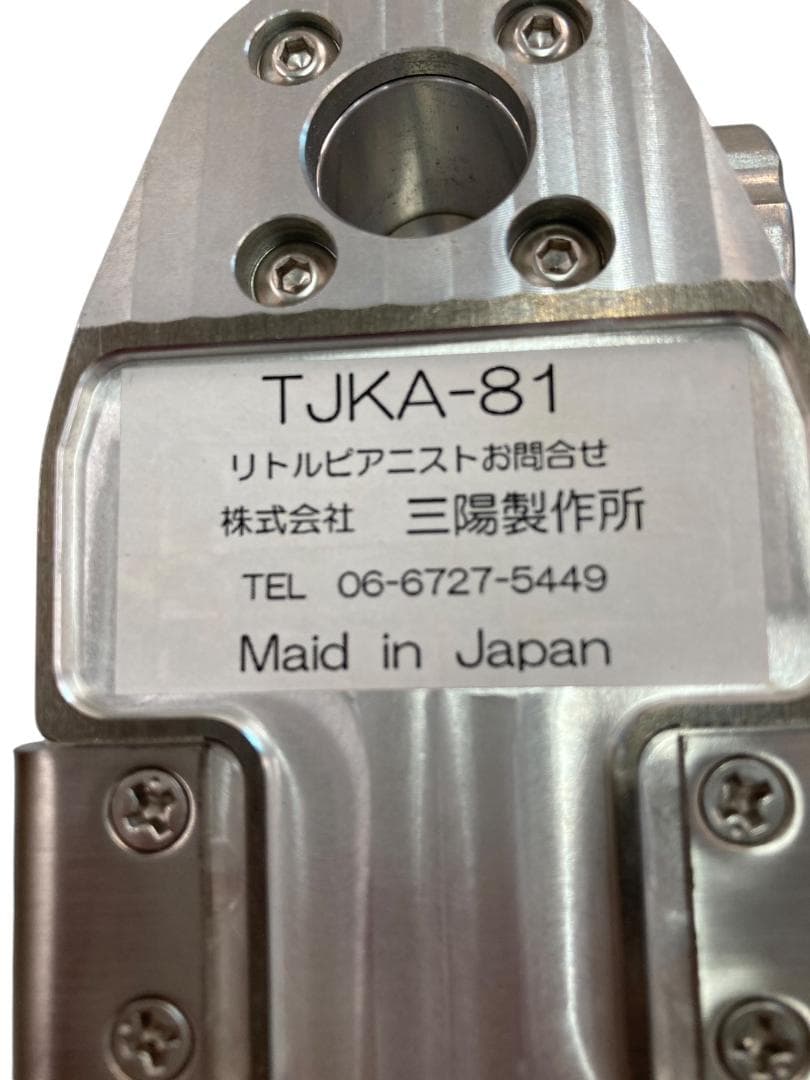 TJKA-81
リトルピアニストお問合せ
株式会社 三陽製作所
TEL 06-6727-5449
Maid in Japan